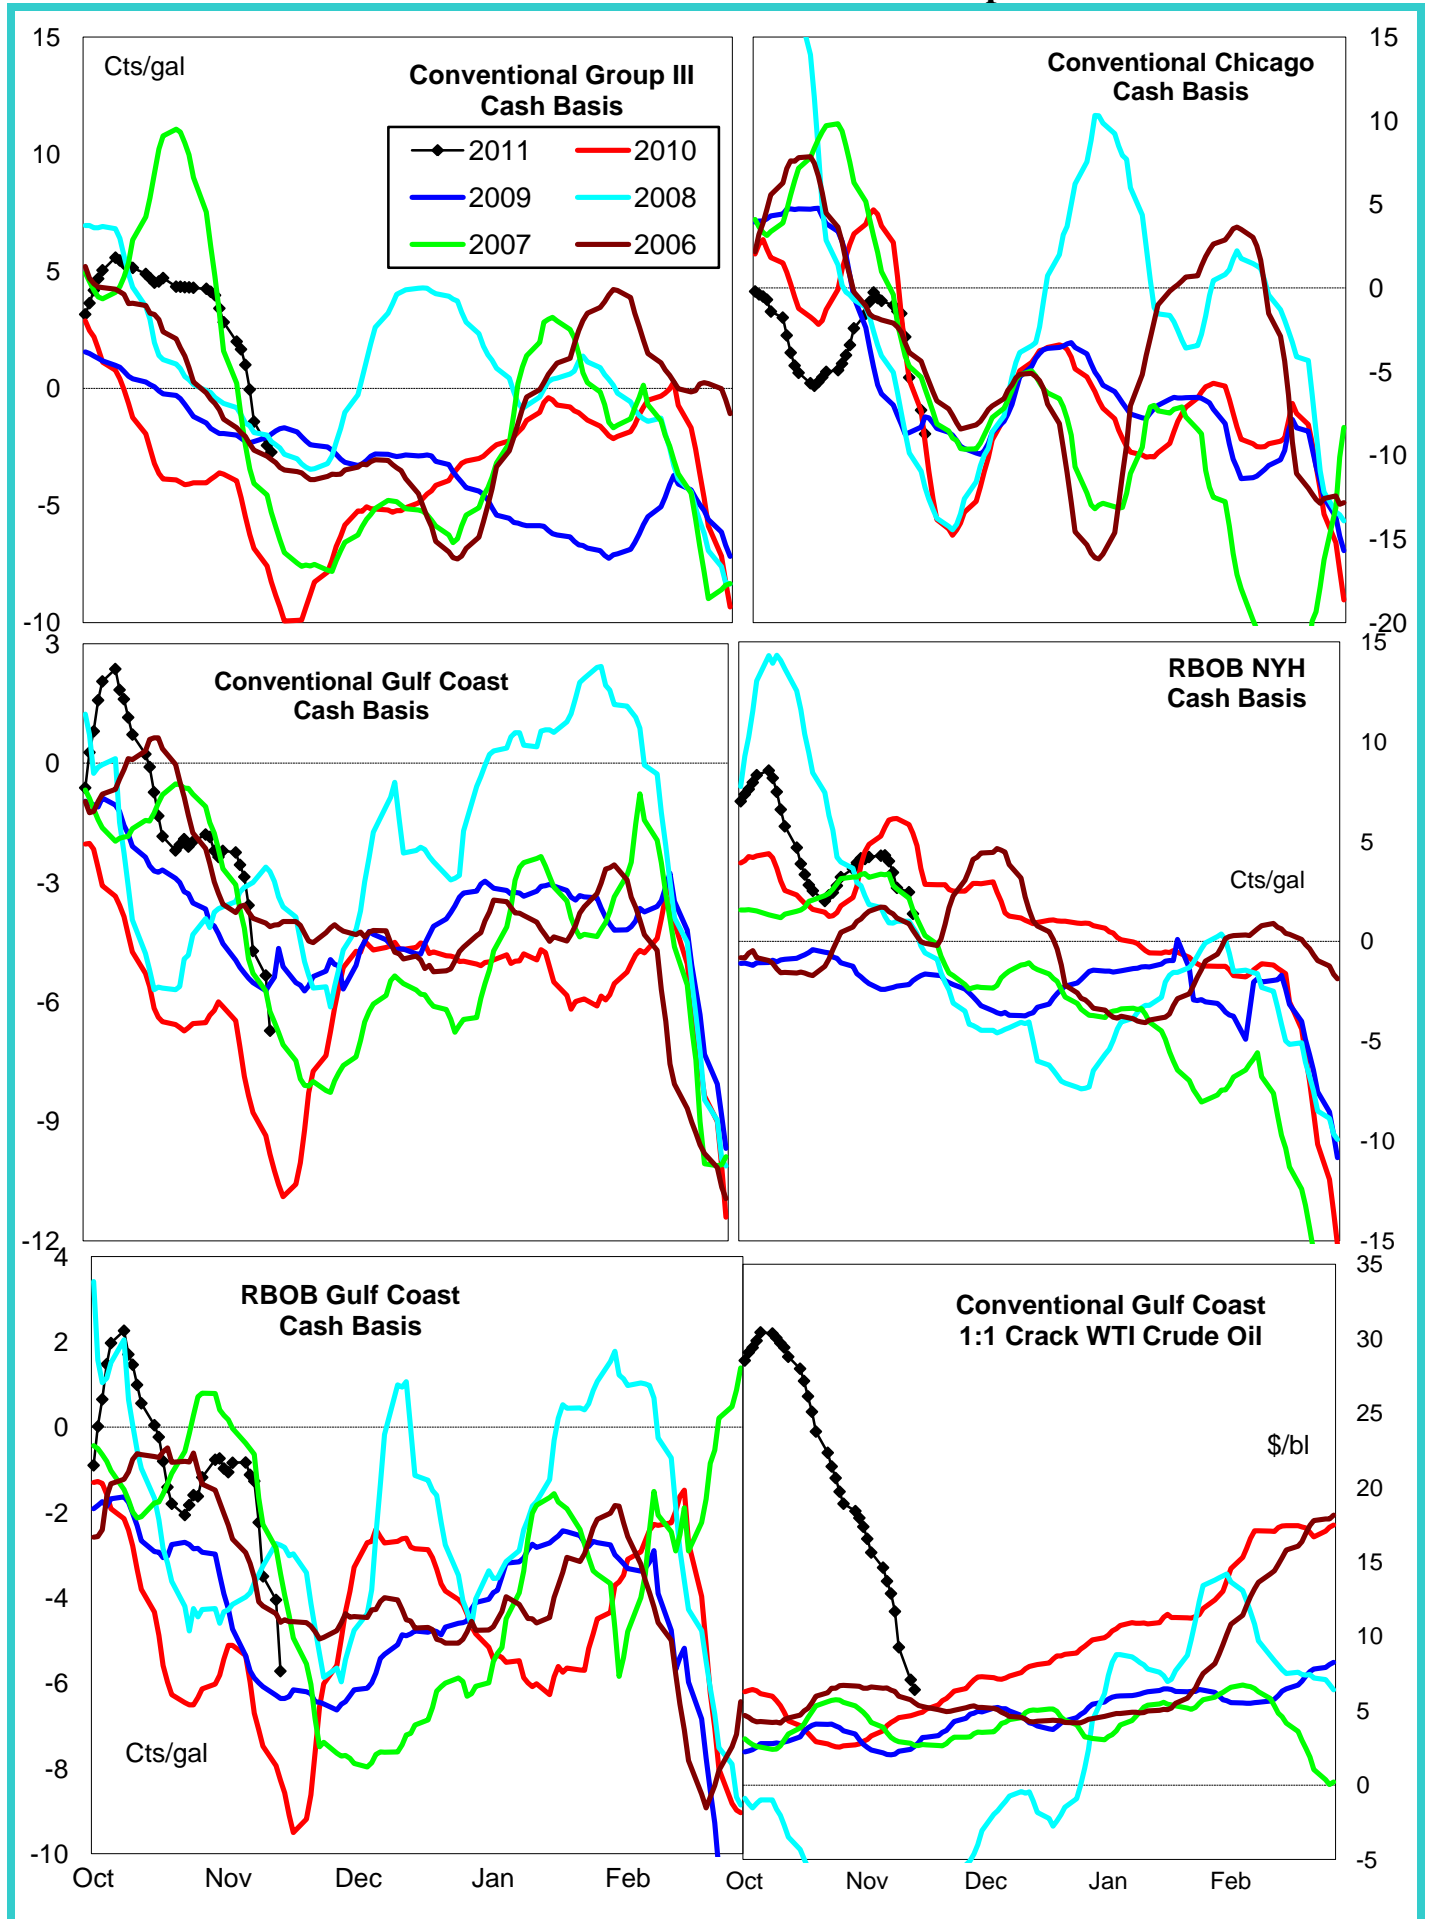 15
10
5
0
-5
-10
Cts/gal
Conventional Group III
Cash Basis
2011 2010
2009 2008
2007 2006
Conventional Chicago
Cash Basis
15
10
5
0
-5
-10
-15
-20
3
0
-3
-6
-9
-12
Conventional Gulf Coast
Cash Basis
RBOB NYH
Cash Basis
Cts/gal
15
10
5
0
-5
-10
-15
4
2
0
-2
-4
-6
-8
-10
RBOB Gulf Coast
Cash Basis
Cts/gal
Oct Nov Dec Jan Feb
Conventional Gulf Coast
1:1 Crack WTI Crude Oil
$/bl
35
30
25
20
15
10
5
0
-5
Oct Nov Dec Jan Feb